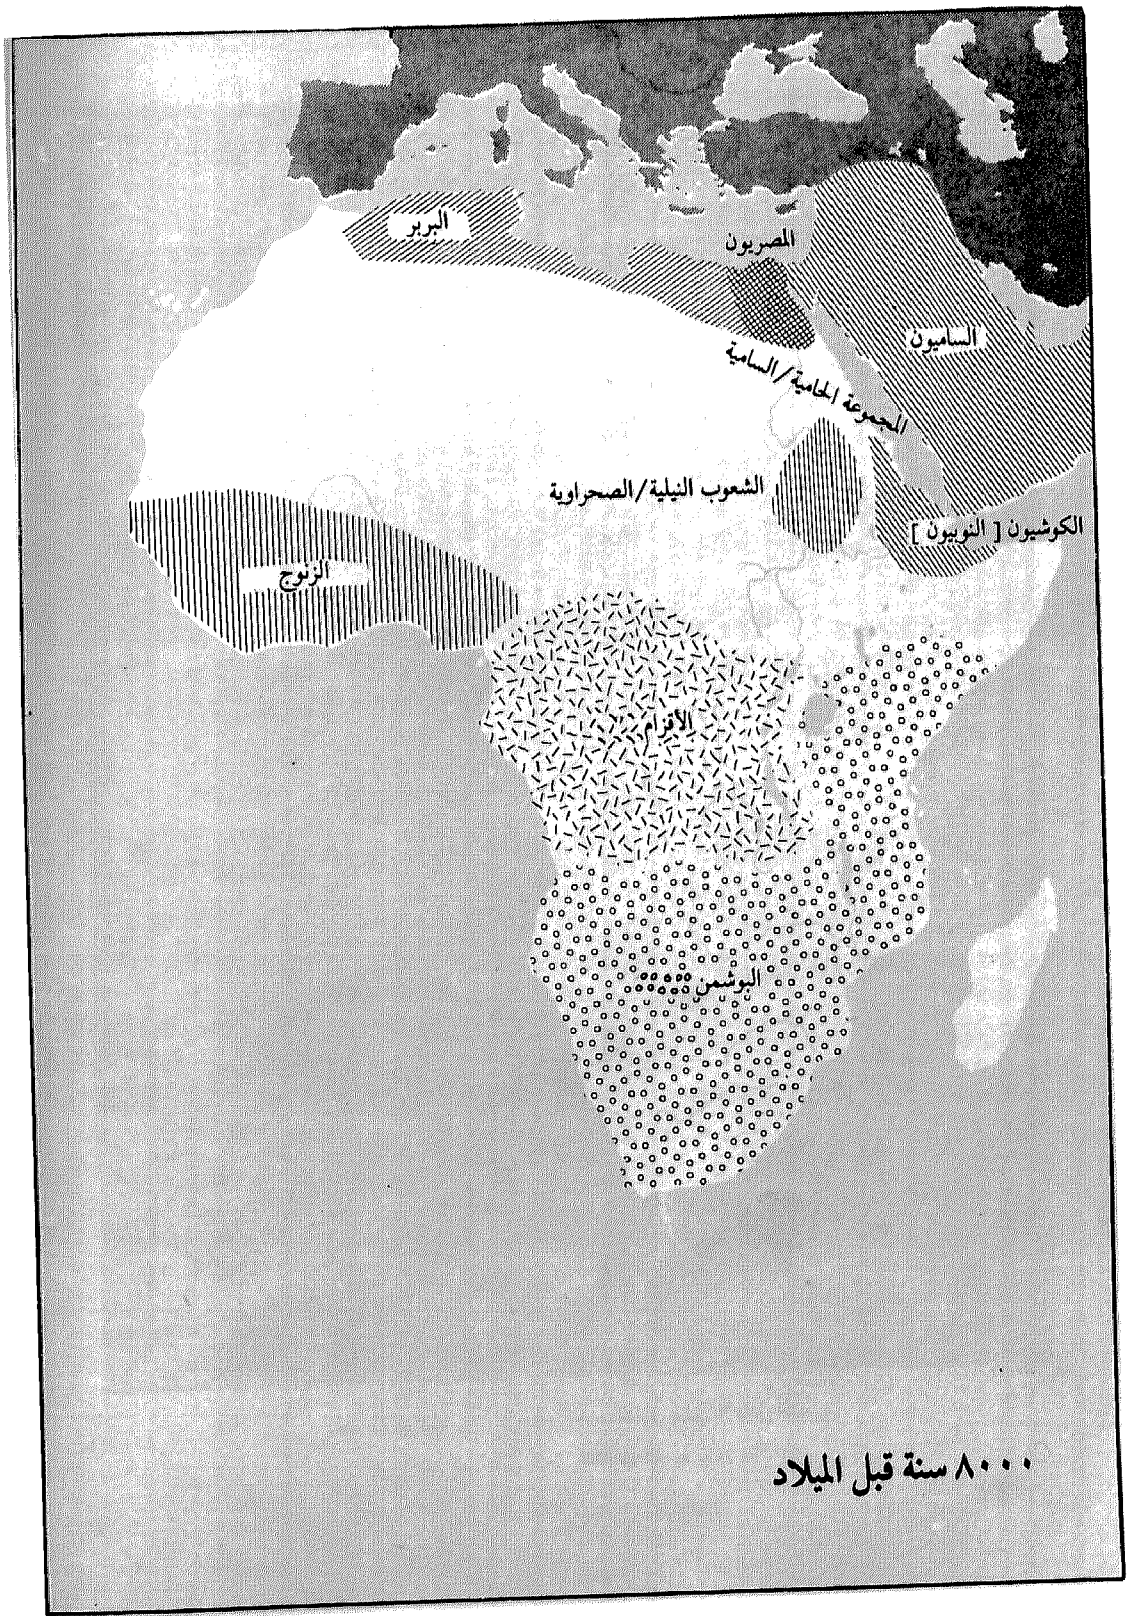 البربر
المصريون
الساميون
المجموعة الحامية/السامية
الشعوب النيلية/الصحراوية
الكوشيون [ النوبيون ]
الزنوج
الأقزام
البوشمن
٨٠٠٠ سنة قبل الميلاد